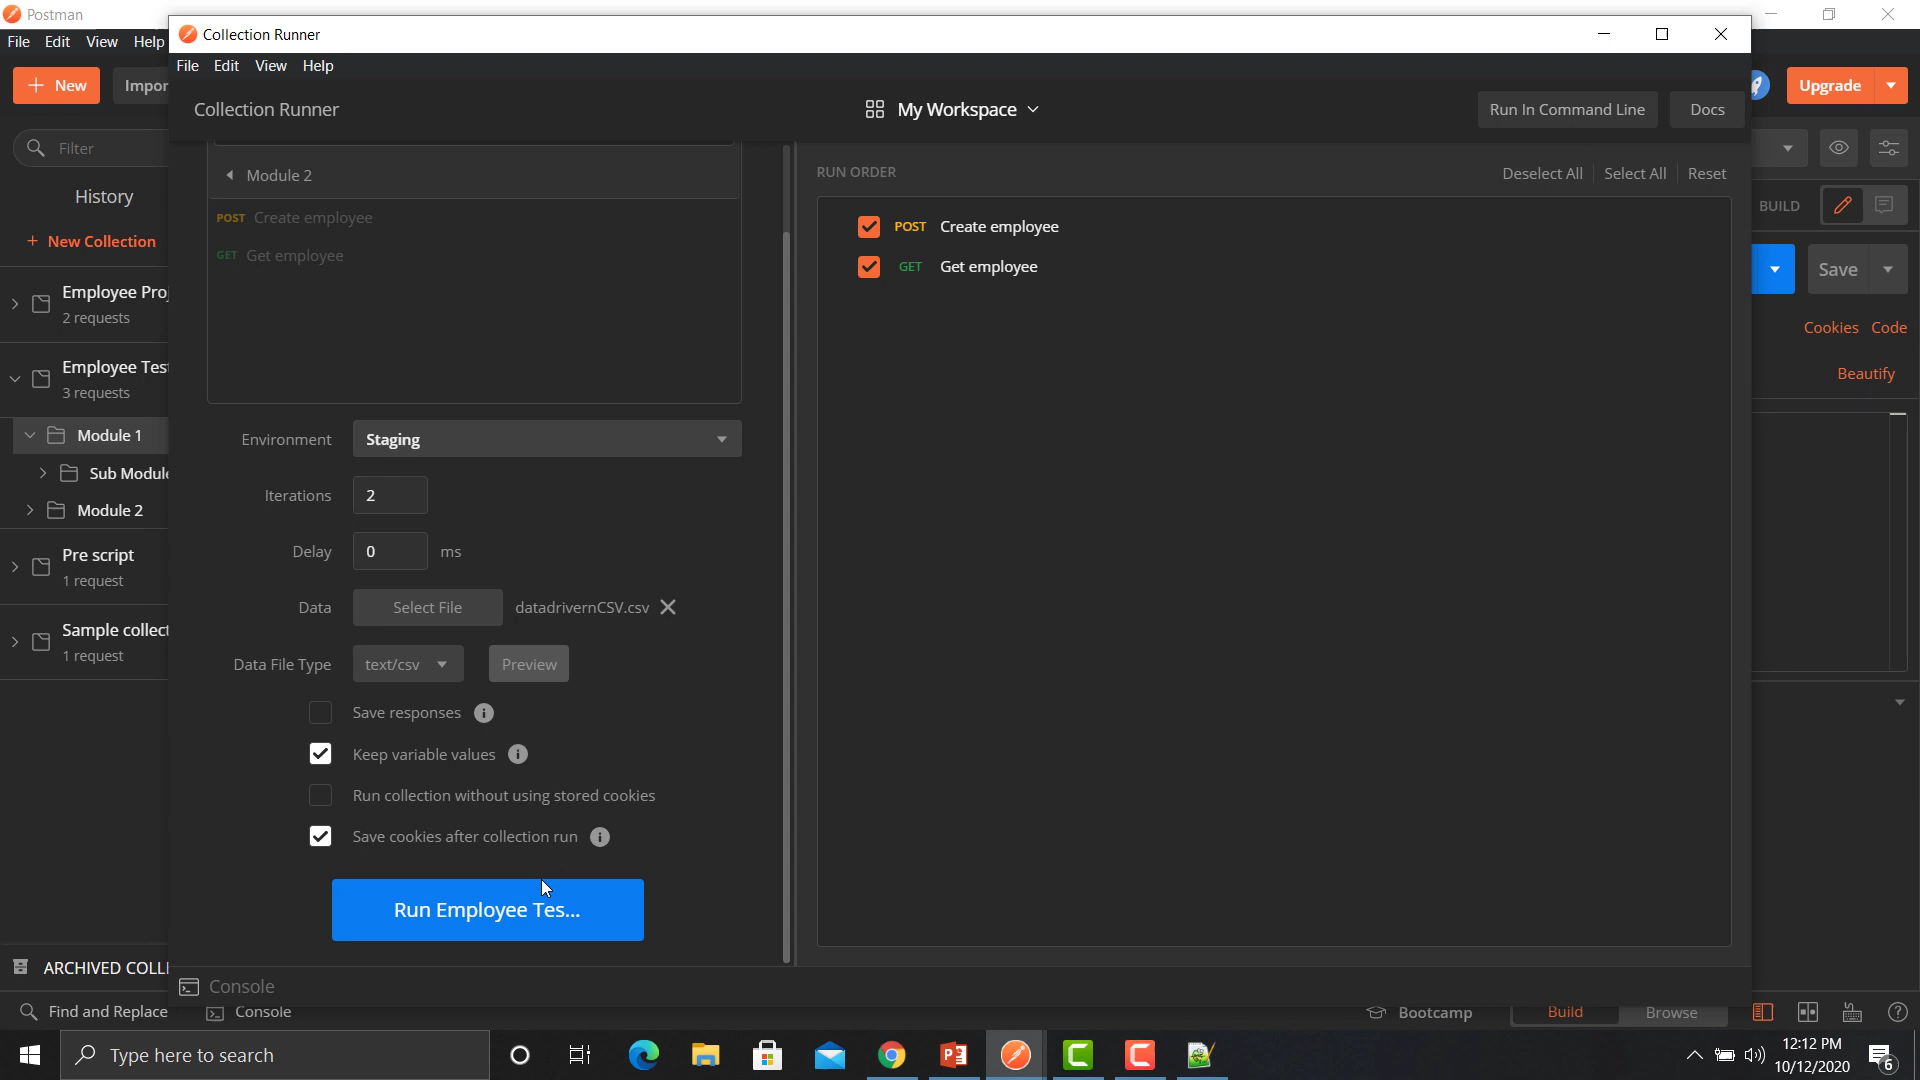 Postman
File Edit View Help
New
Impor
Filter
History
New Collection
Employee Proj
2 requests
Employee Tes
3 requests
Module 1
Sub Module
Module 2
Pre script
1 request
Sample collect
1 request
ARCHIVED COLLE
Find and Replace
Console
Collection Runner
File Edit View Help
Collection Runner
My Workspace
Run In Command Line
Docs
Module 2
POST Create employee
GET Get employee
Environment Staging
Iterations 2
Delay 0 ms
Data Select File datadrivernCSV.csv
Data File Type text/csv Preview
Save responses
Keep variable values
Run collection without using stored cookies
Save cookies after collection run
Run Employee Tes...
RUN ORDER
Deselect All Select All Reset
POST Create employee
GET Get employee
Console
Upgrade
BUILD
Save
Cookies Code
Beautify
Bootcamp
Build
Browse
Type here to search
12:12 PM
10/12/2020
6